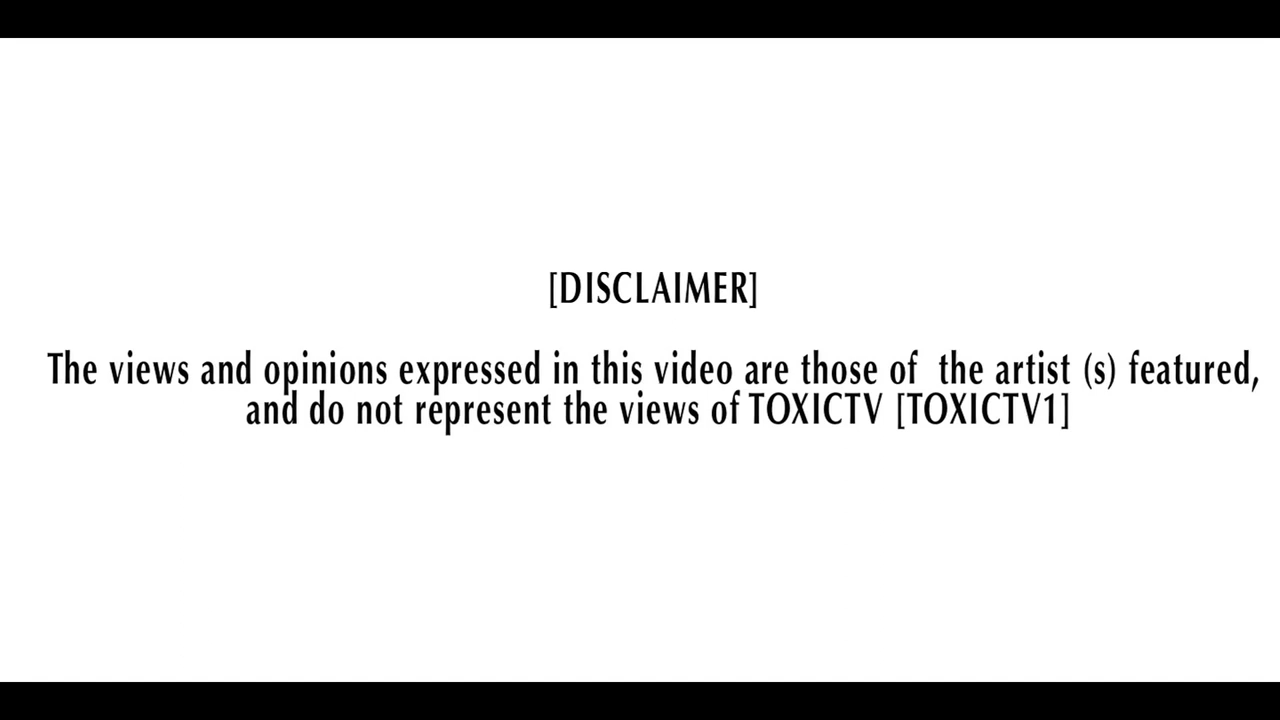 [DISCLAIMER]
The views and opinions expressed in this video are those of  the artist (s) featured,
and do not represent the views of TOXICTV [TOXICTV1]